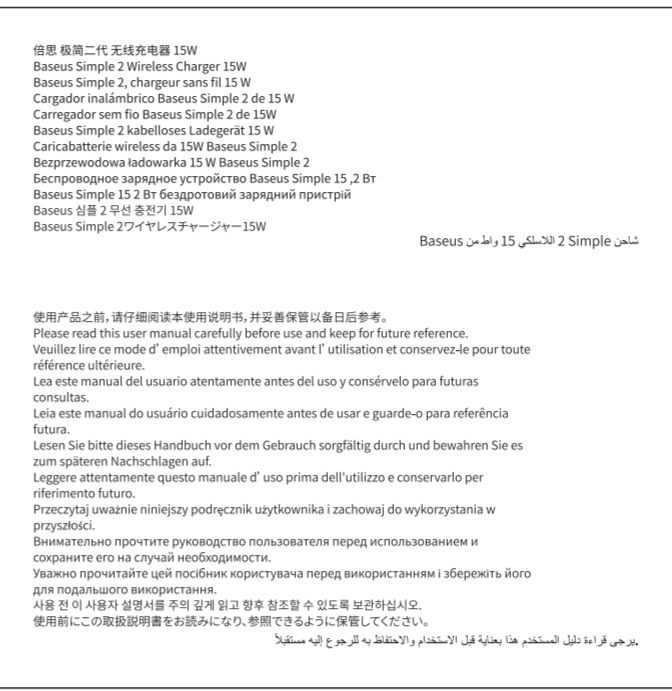 倍思 极简二代 无线充电器 15W
Baseus Simple 2 Wireless Charger 15W
Baseus Simple 2, chargeur sans fil 15 W
Cargador inalámbrico Baseus Simple 2 de 15 W
Carregador sem fio Baseus Simple 2 de 15W
Baseus Simple 2 kabelloses Ladegerät 15 W
Caricabatterie wireless da 15W Baseus Simple 2
Bezprzewodowa ładowarka 15 W Baseus Simple 2
Беспроводное зарядное устройство Baseus Simple 15 ,2 Вт
Baseus Simple 15 2 Вт бездротовий зарядний пристрій
Baseus 심플 2 무선 충전기 15W
Baseus Simple 2ワイヤレスチャージャー15W
شاحن Simple 2 اللاسلكي 15 واط من Baseus
使用产品之前，请仔细阅读本使用说明书，并妥善保管以备日后参考。
Please read this user manual carefully before use and keep for future reference.
Veuillez lire ce mode d’ emploi attentivement avant l’ utilisation et conservez-le pour toute
référence ultérieure.
Lea este manual del usuario atentamente antes del uso y consérvelo para futuras
consultas.
Leia este manual do usuário cuidadosamente antes de usar e guarde-o para referência
futura.
Lesen Sie bitte dieses Handbuch vor dem Gebrauch sorgfältig durch und bewahren Sie es
zum späteren Nachschlagen auf.
Leggere attentamente questo manuale d’ uso prima dell'utilizzo e conservarlo per
riferimento futuro.
Przeczytaj uważnie niniejszy podręcznik użytkownika i zachowaj do wykorzystania w
przyszłości.
Внимательно прочтите руководство пользователя перед использованием и
сохраните его на случай необходимости.
Уважно прочитайте цей посібник користувача перед використанням і збережіть його
для подальшого використання.
사용 전 이 사용자 설명서를 주의 깊게 읽고 향후 참조할 수 있도록 보관하십시오.
使用前にこの取扱説明書をお読みになり、参照できるように保管してください。
يرجى قراءة دليل المستخدم هذا بعناية قبل الاستخدام والاحتفاظ به للرجوع إليه مستقبلاً.